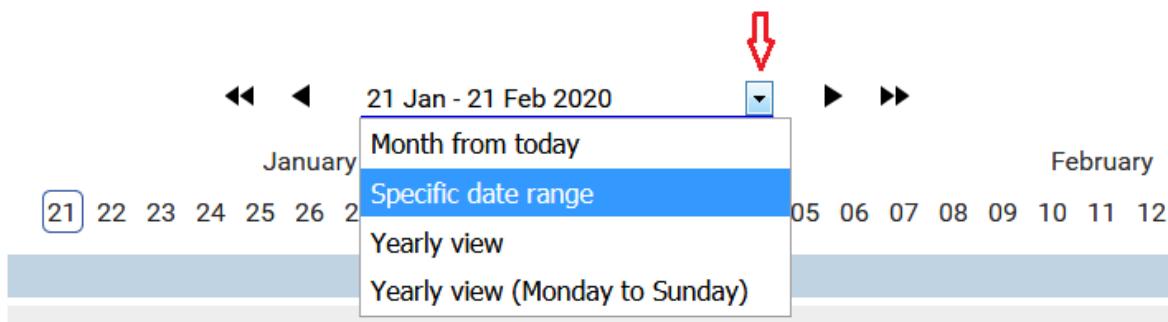 21 Jan - 21 Feb 2020
Month from today
January
February
Specific date range
21 22 23 24 25 26 2
05 06 07 08 09 10 11 12
Yearly view
Yearly view (Monday to Sunday)